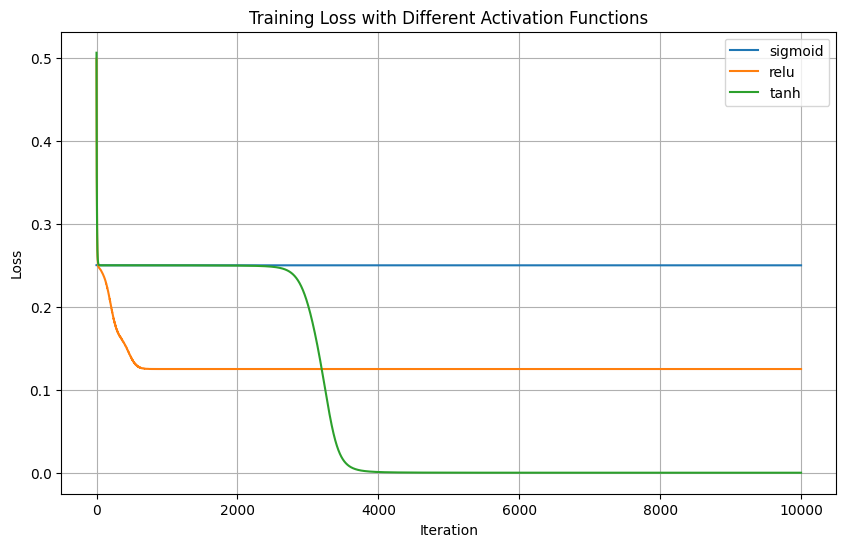 Training Loss with Different Activation Functions
sigmoid
relu
tanh
0.5
0.4
0.3
0.2
0.1
0.0
Loss
0 2000 4000 6000 8000 10000
Iteration